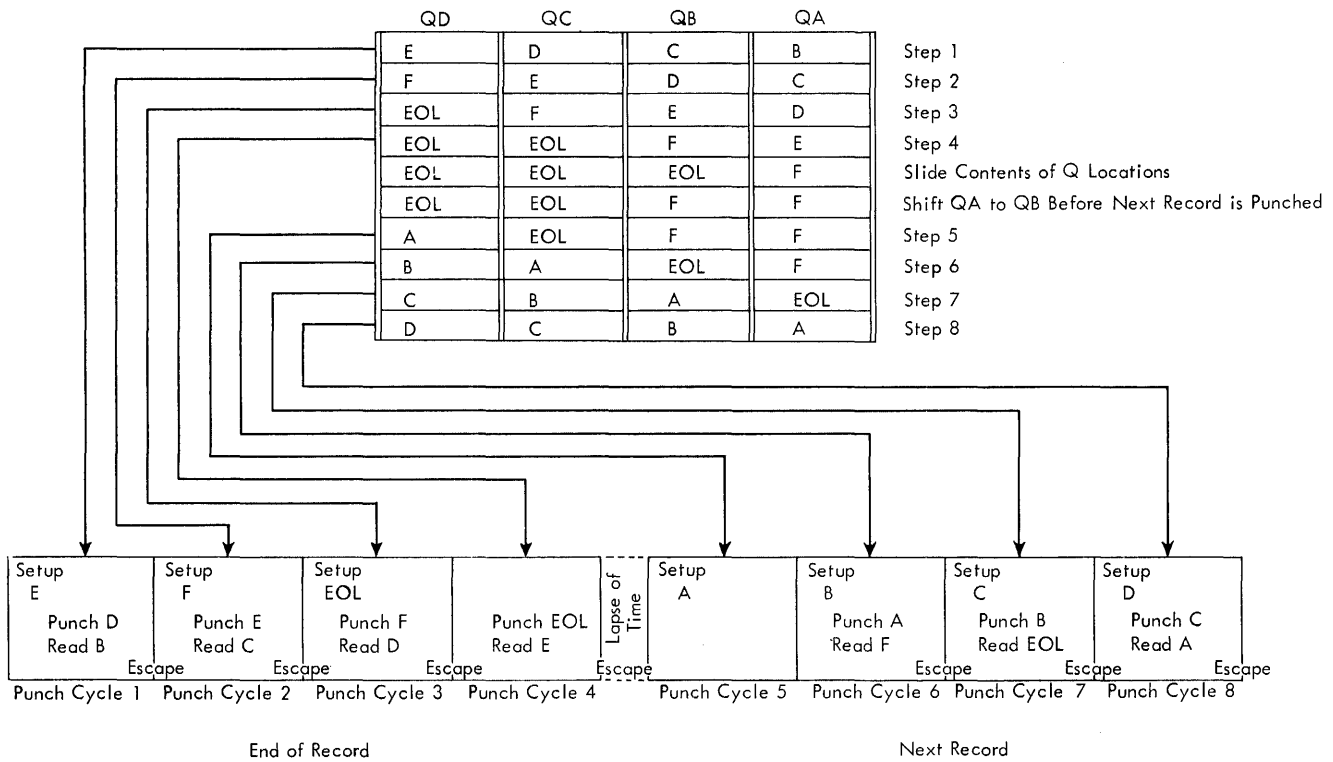 QD QC QB QA
E D C B Step 1
F E D C Step 2
EOL F E D Step 3
EOL EOL F E Step 4
EOL EOL EOL F Slide Contents of Q Locations
EOL EOL F F Shift QA to QB Before Next Record is Punched
A EOL F F Step 5
B A EOL F Step 6
C B A EOL Step 7
D C B A Step 8
Setup Setup Setup Setup Setup Setup Setup
E F EOL A B C D
Punch D Punch E Punch F Punch EOL Punch A Punch B Punch C
Read B Read C Read D Read E Read F Read EOL Read A
Lapse of
Time
Escape Escape Escape Escape Escape Escape Escape
Punch Cycle 1 Punch Cycle 2 Punch Cycle 3 Punch Cycle 4 Punch Cycle 5 Punch Cycle 6 Punch Cycle 7 Punch Cycle 8
End of Record Next Record